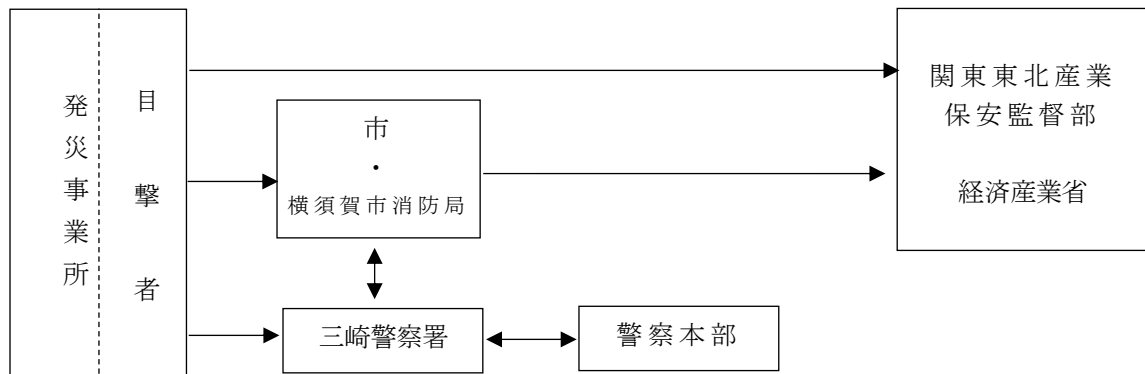 発災事業所
目撃者
市
・
横須賀市消防局
三崎警察署
警察本部
関東東北産業
保安監督部
経済産業省